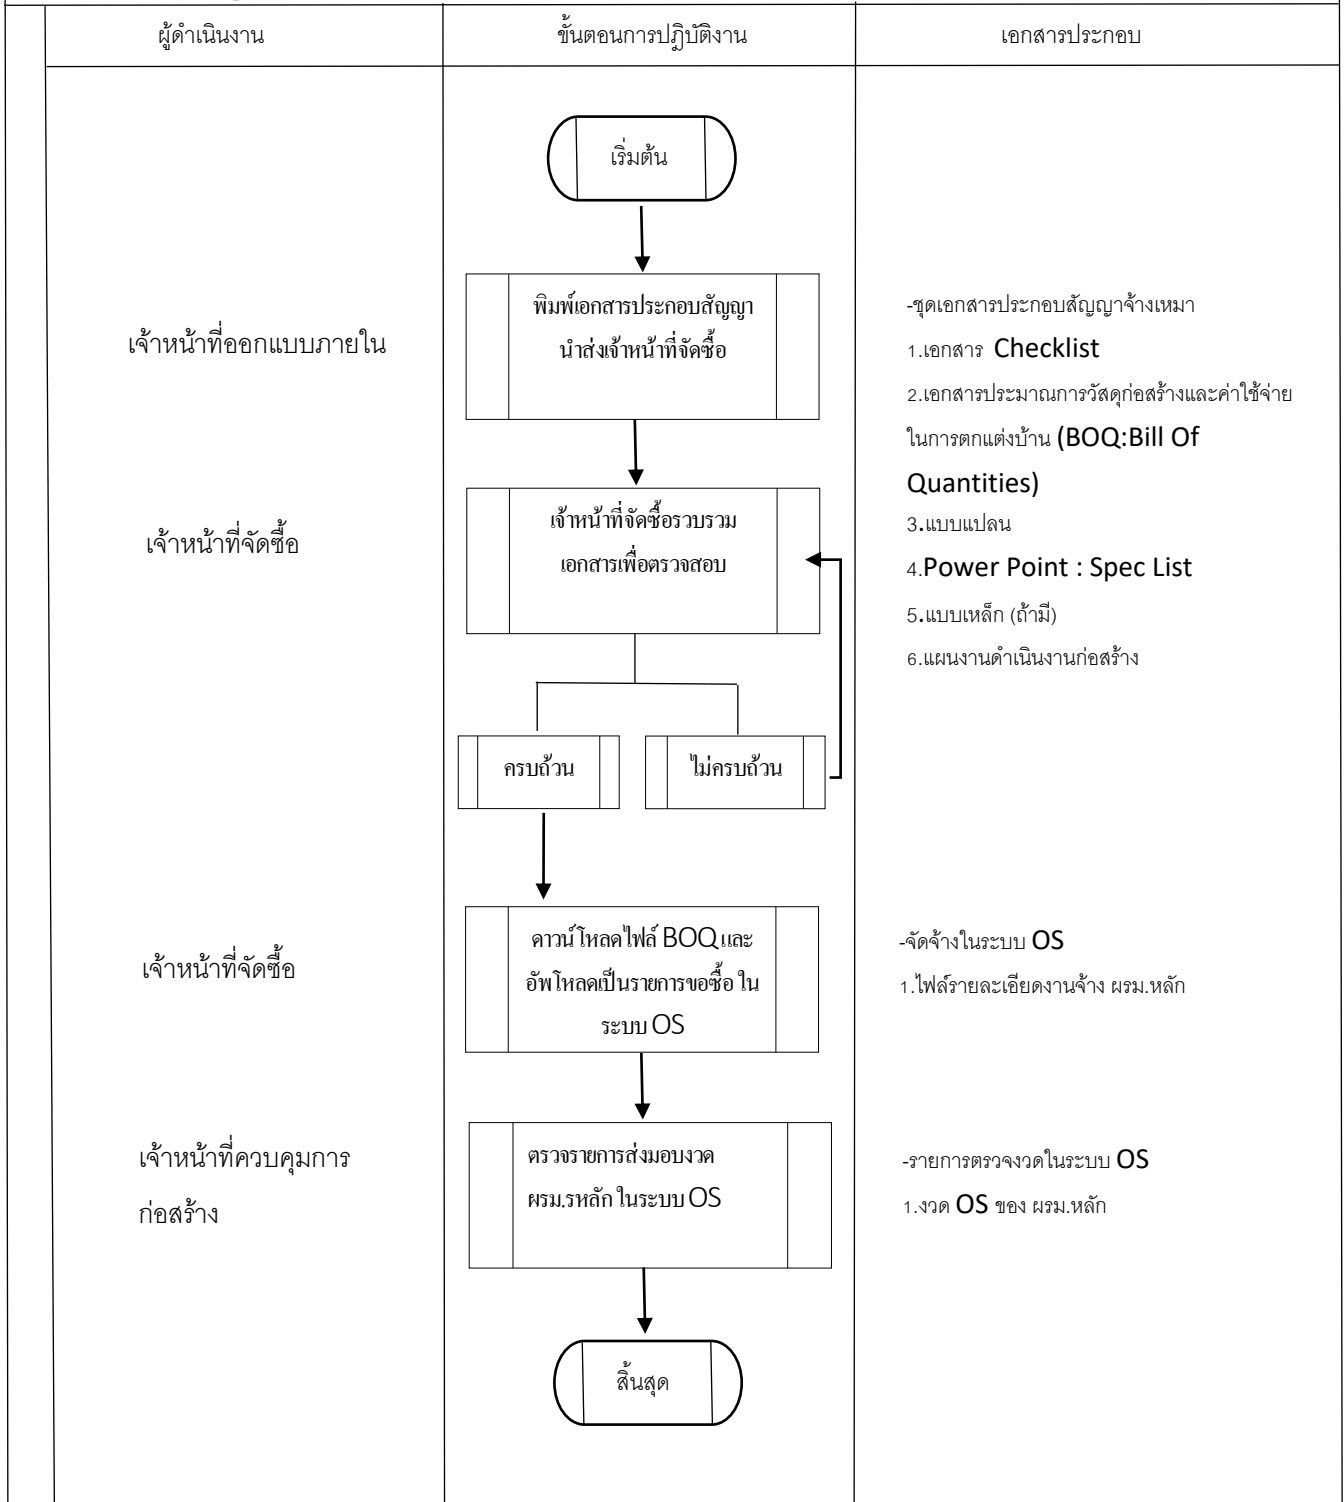 ผู้ดำเนินงาน
ขั้นตอนการปฏิบัติงาน
เอกสารประกอบ
เริ่มต้น
เจ้าหน้าที่ออกแบบภายใน
พิมพ์เอกสารประกอบสัญญา
นำส่งเจ้าหน้าที่จัดซื้อ
-ชุดเอกสารประกอบสัญญาจ้างเหมา
1.เอกสาร Checklist
2.เอกสารประมาณการวัสดุก่อสร้างและค่าใช้จ่าย
ในการตกแต่งบ้าน (BOQ:Bill Of
Quantities)
3.แบบแปลน
4.Power Point : Spec List
5.แบบเหล็ก (ถ้ามี)
6.แผนงานดำเนินงานก่อสร้าง
เจ้าหน้าที่จัดซื้อ
เจ้าหน้าที่จัดซื้อรวบรวม
เอกสารเพื่อตรวจสอบ
ครบถ้วน
ไม่ครบถ้วน
เจ้าหน้าที่จัดซื้อ
ดาวน์โหลดไฟล์ BOQ และ
อัพโหลดเป็นรายการขอซื้อ ใน
ระบบ OS
-จัดจ้างในระบบ OS
1.ไฟล์รายละเอียดงานจ้าง ผรม.หลัก
เจ้าหน้าที่ควบคุมการ
ก่อสร้าง
ตรวจรายการส่งมอบงวด
ผรม.รหลัก ในระบบ OS
-รายการตรวจงวดในระบบ OS
1.งวด OS ของ ผรม.หลัก
สิ้นสุด